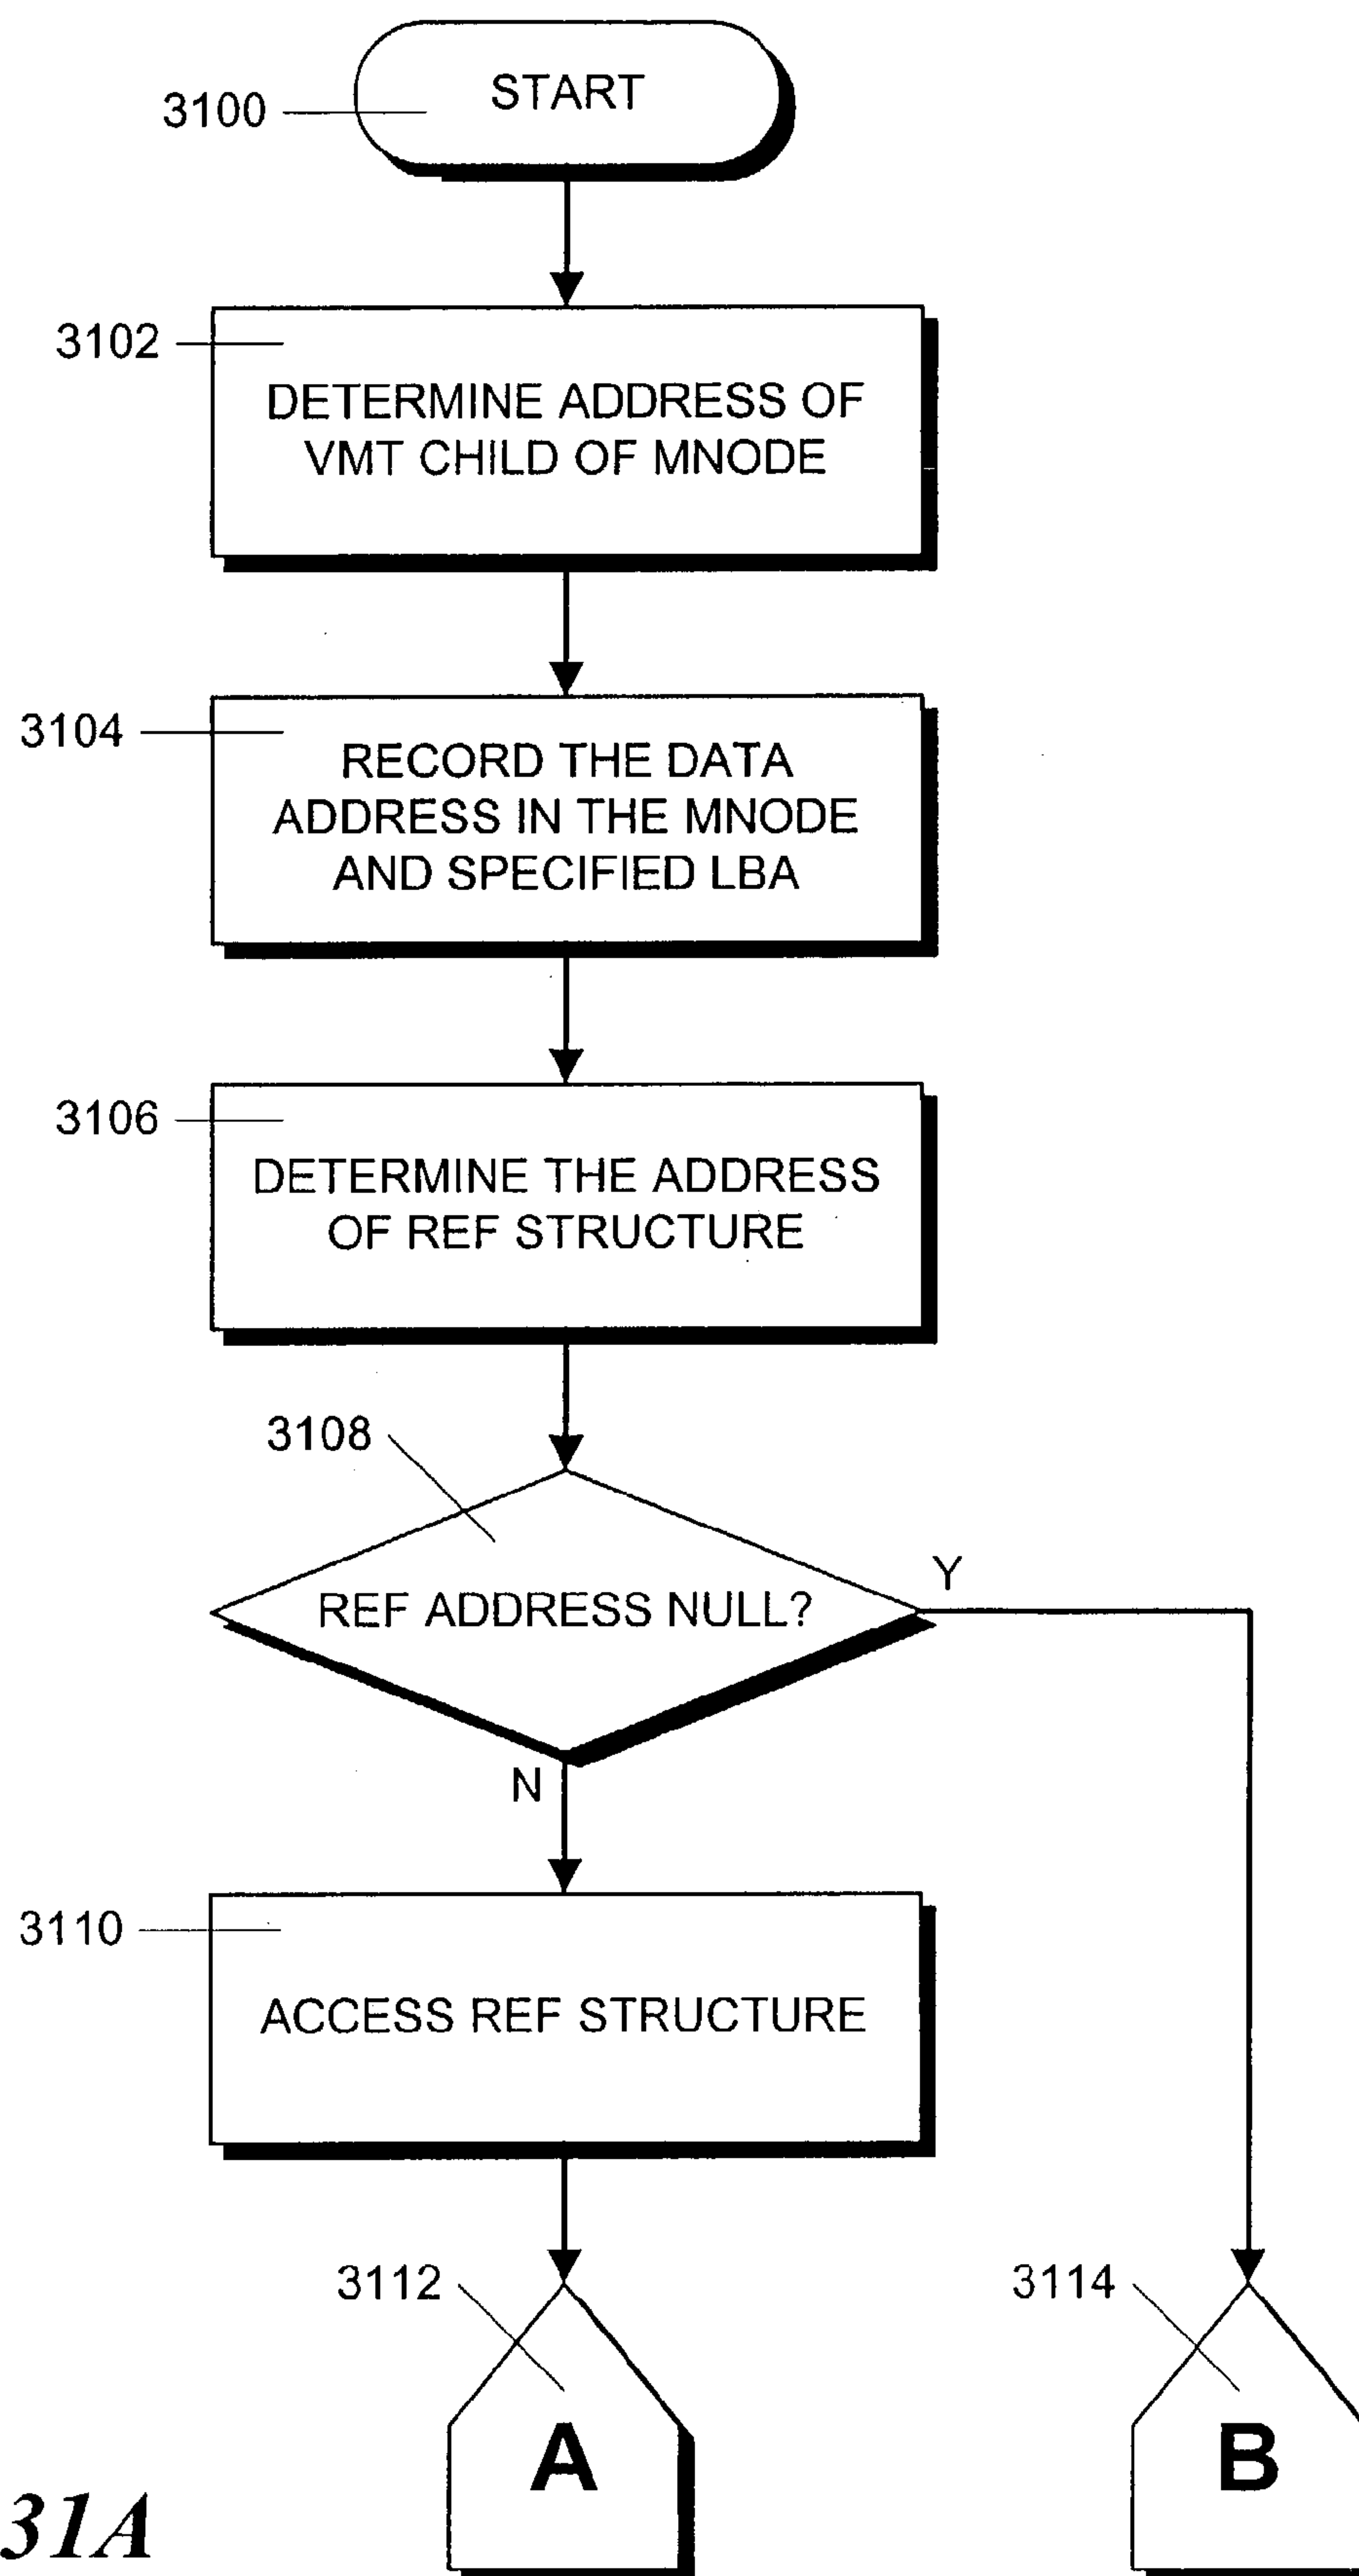 START
3100
3102
DETERMINE ADDRESS OF
VMT CHILD OF MNODE
3104
RECORD THE DATA
ADDRESS IN THE MNODE
AND SPECIFIED LBA
3106
DETERMINE THE ADDRESS
OF REF STRUCTURE
3108
REF ADDRESS NULL?
Y
N
3110
ACCESS REF STRUCTURE
3112
3114
A
B
31A